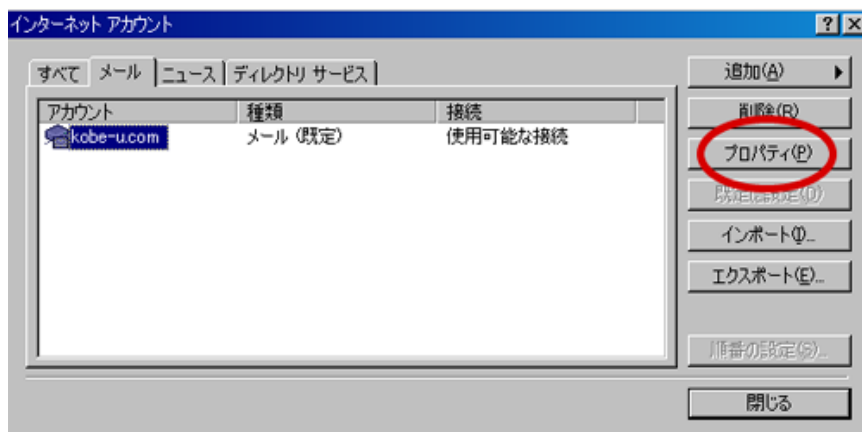 インターネット アカウント
すべて メール ニュース ディレクトリ サービス
アカウント 種類 接続
kobe-u.com メール (既定) 使用可能な接続
追加(A)
削除(R)
プロパティ(P)
既定に設定(D)
インポート(I)...
エクスポート(E)...
順番の設定(S)...
閉じる